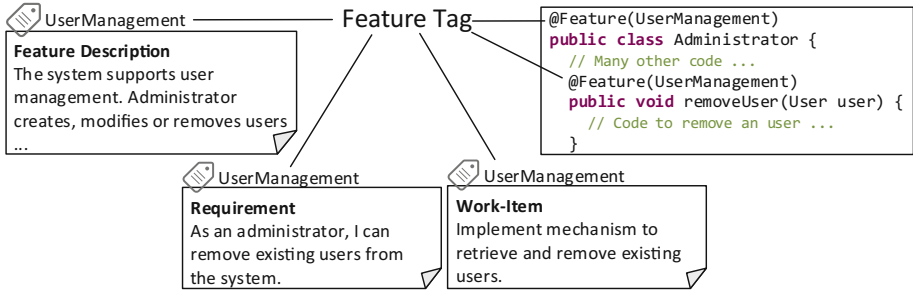 UserManagement
Feature Tag
Feature Description
The system supports user
management. Administrator
creates, modifies or removes users
...
@Feature(UserManagement)
public class Administrator {
// Many other code ...
@Feature(UserManagement)
public void removeUser(User user) {
// Code to remove an user ...
}
UserManagement
Requirement
As an administrator, I can
remove existing users from
the system.
UserManagement
Work-Item
Implement mechanism to
retrieve and remove existing
users.